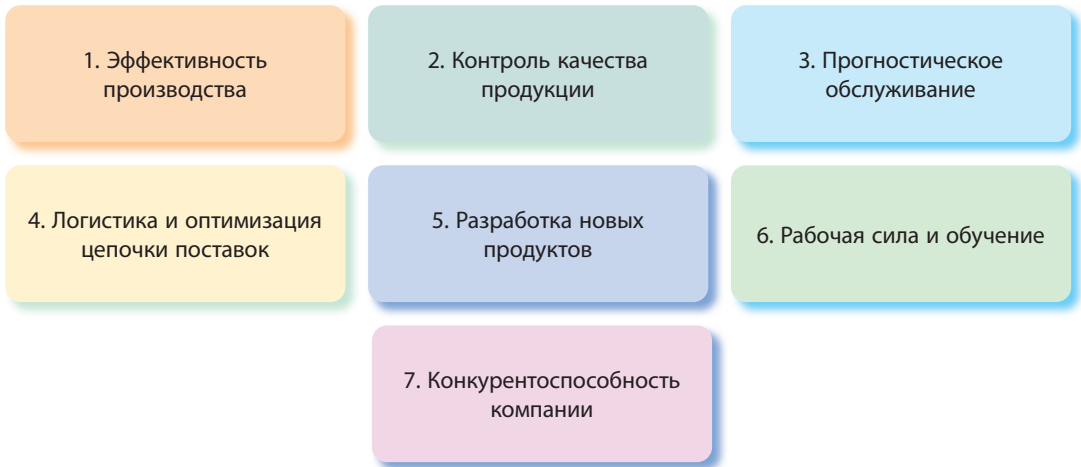 1. Эффективность
производства
2. Контроль качества
продукции
3. Прогностическое
обслуживание
4. Логистика и оптимизация
цепочки поставок
5. Разработка новых
продуктов
6. Рабочая сила и обучение
7. Конкурентоспособность
компании